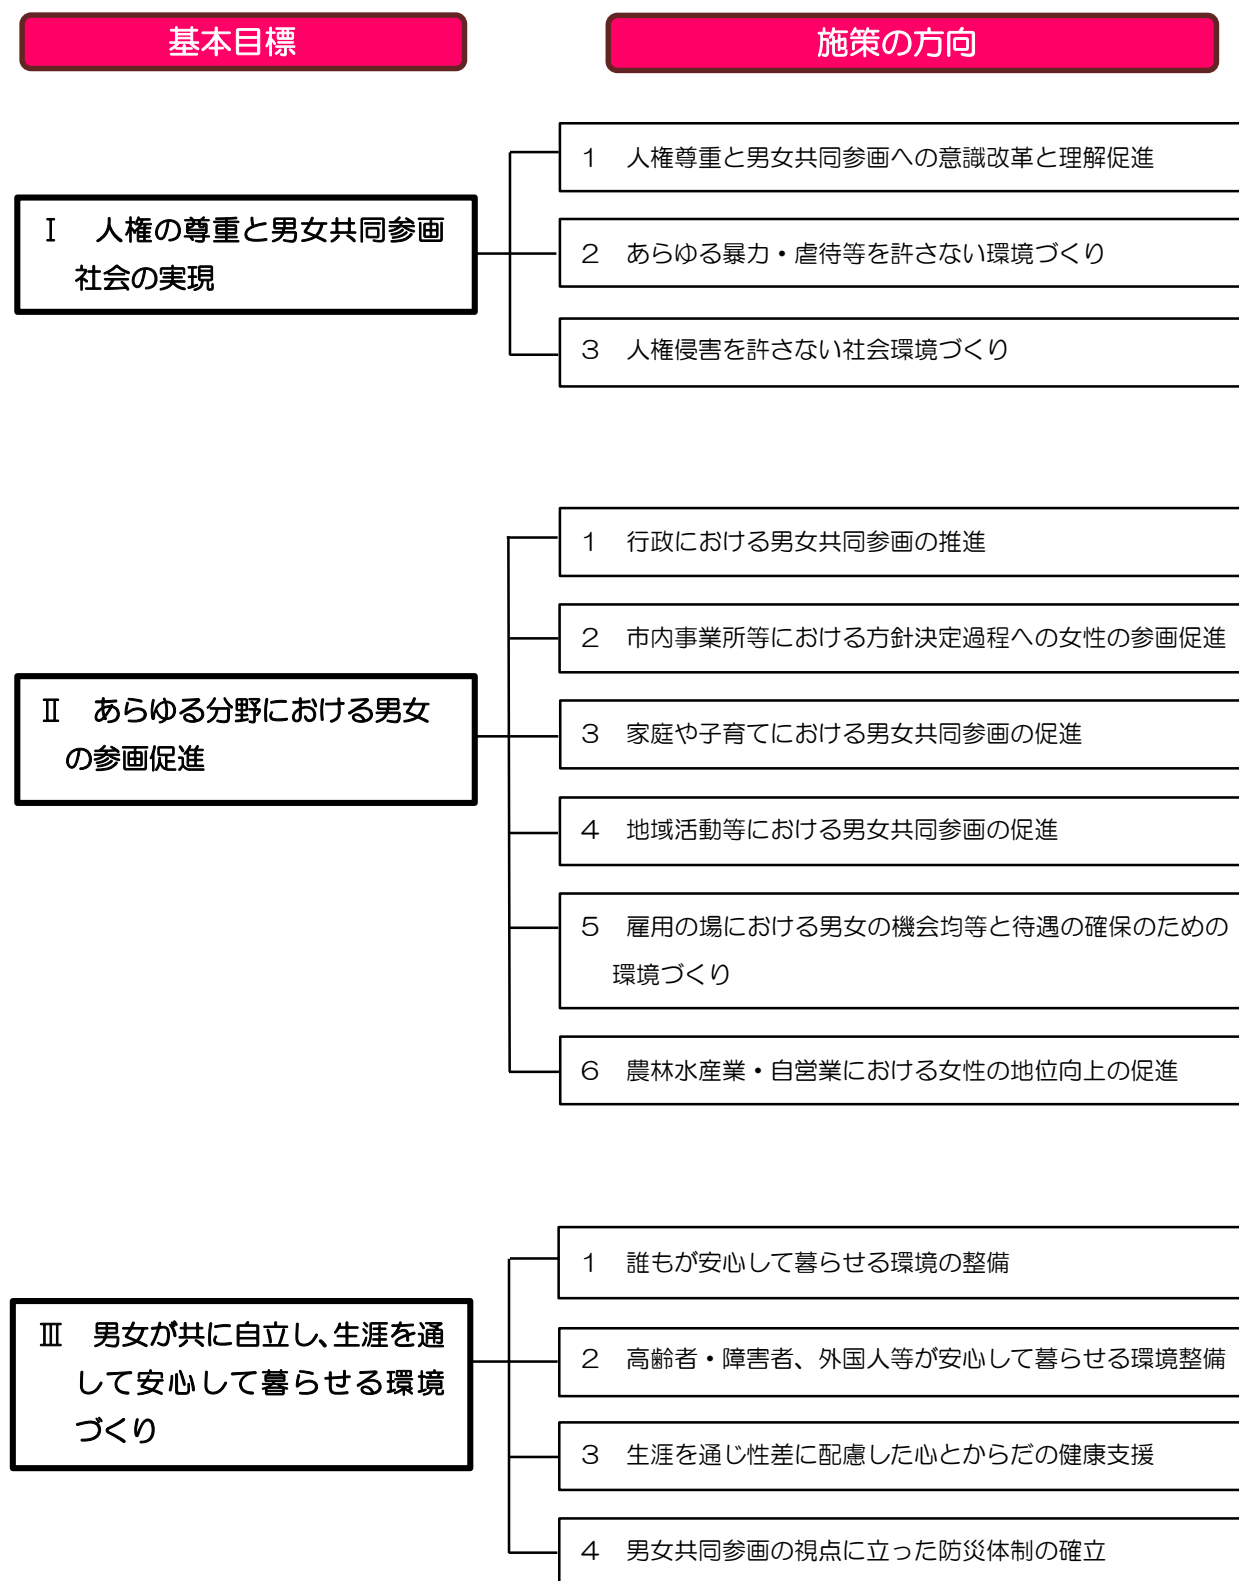 基本目標
施策の方向
Ⅰ　人権の尊重と男女共同参画
社会の実現
１　人権尊重と男女共同参画への意識改革と理解促進
２　あらゆる暴力・虐待等を許さない環境づくり
３　人権侵害を許さない社会環境づくり
Ⅱ　あらゆる分野における男女
の参画促進
１　行政における男女共同参画の推進
２　市内事業所等における方針決定過程への女性の参画促進
３　家庭や子育てにおける男女共同参画の促進
４　地域活動等における男女共同参画の促進
５　雇用の場における男女の機会均等と待遇の確保のための
環境づくり
６　農林水産業・自営業における女性の地位向上の促進
Ⅲ　男女が共に自立し、生涯を通
して安心して暮らせる環境
づくり
１　誰もが安心して暮らせる環境の整備
２　高齢者・障害者、外国人等が安心して暮らせる環境整備
３　生涯を通じ性差に配慮した心とからだの健康支援
４　男女共同参画の視点に立った防災体制の確立